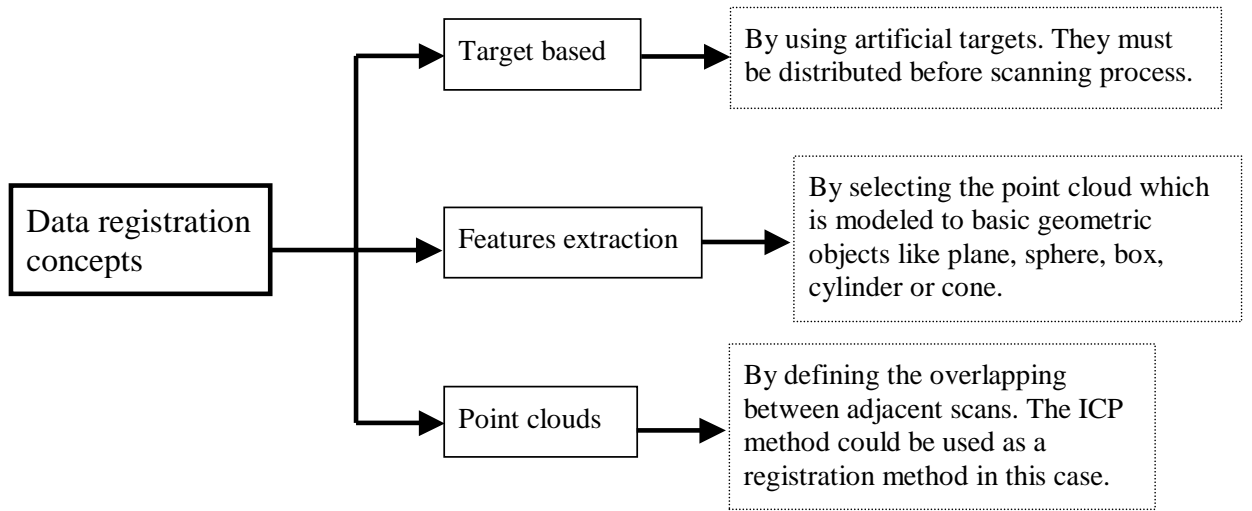 Target based
By using artificial targets. They must
be distributed before scanning process.
Data registration
concepts
Features extraction
By selecting the point cloud which
is modeled to basic geometric
objects like plane, sphere, box,
cylinder or cone.
Point clouds
By defining the overlapping
between adjacent scans. The ICP
method could be used as a
registration method in this case.